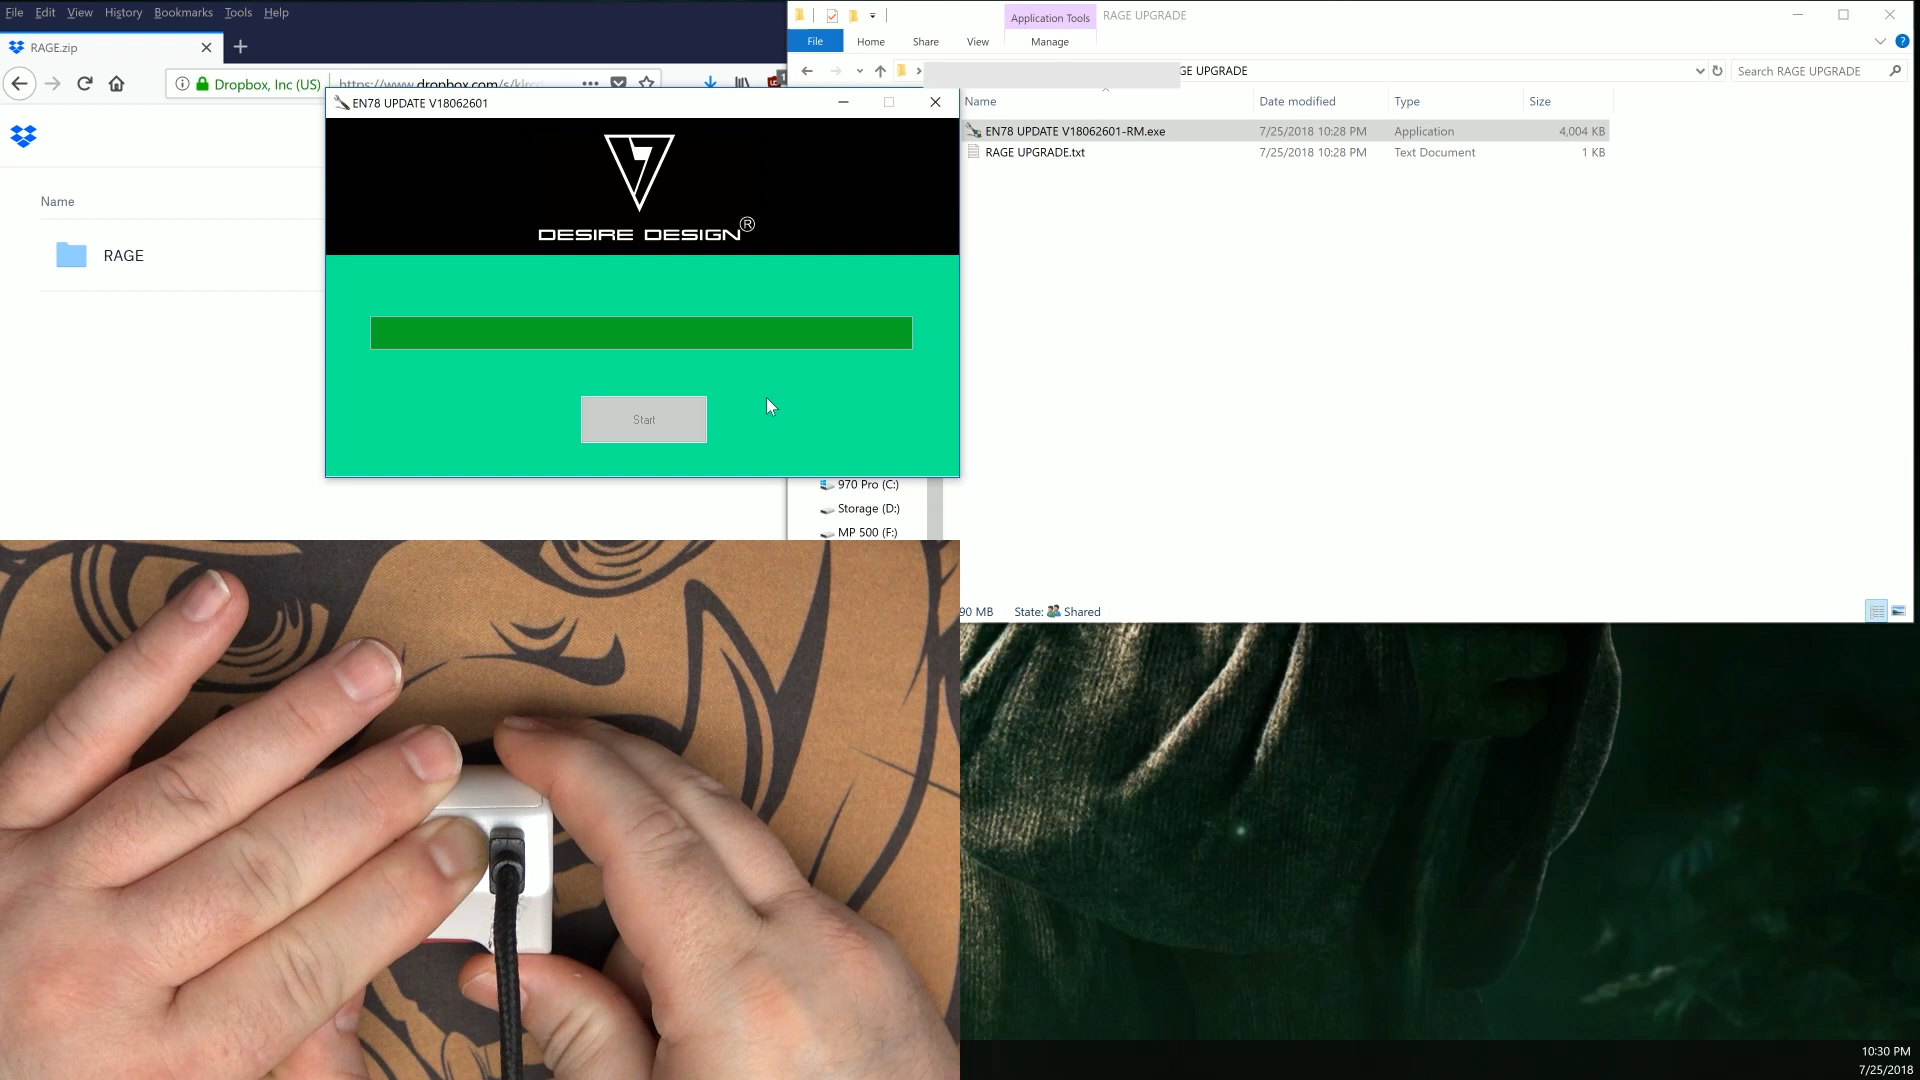 File Edit View History Bookmarks Tools Help
RAGE.zip
Dropbox, Inc (US)
https://www.dropbox.com/s/
Name
RAGE
EN78 UPDATE V18062601
DESIRE DESIGN®
Start
Application Tools
RAGE UPGRADE
File Home Share View Manage
GE UPGRADE
Search RAGE UPGRADE
Name Date modified Type Size
EN78 UPDATE V18062601-RM.exe 7/25/2018 10:28 PM Application 4,004 KB
RAGE UPGRADE.txt 7/25/2018 10:28 PM Text Document 1 KB
970 Pro (C:)
Storage (D:)
MP 500 (F:)
90 MB State: Shared
10:30 PM
7/25/2018